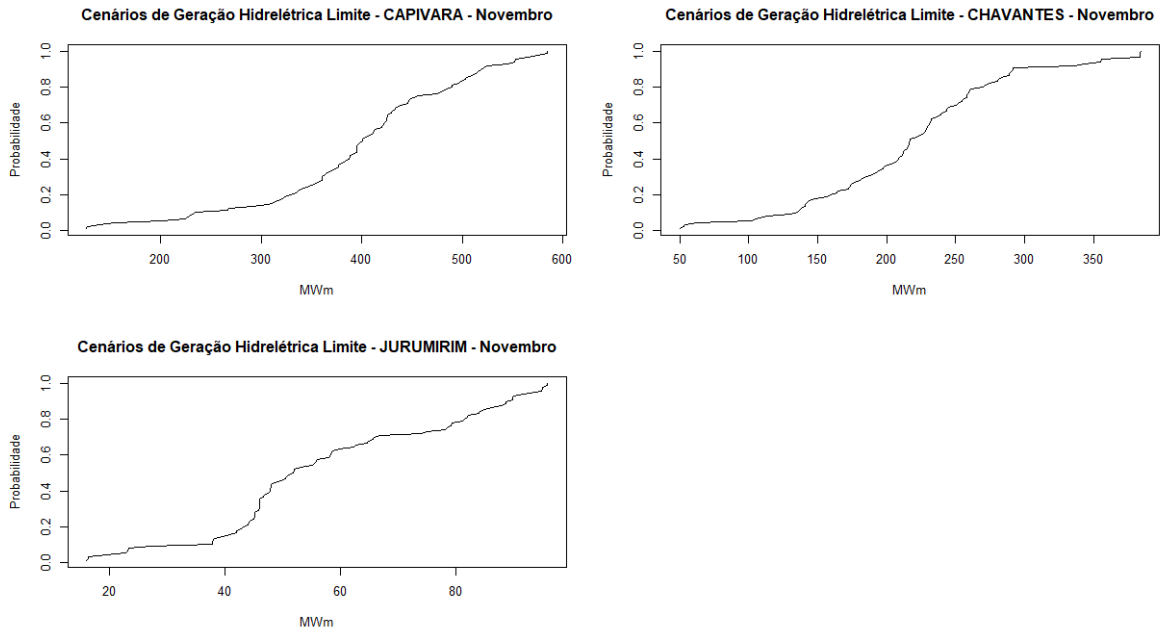 Cenários de Geração Hidrelétrica Limite - CAPIVARA - Novembro
Probabilidade
1.0
0.8
0.6
0.4
0.2
0.0
200 300 400 500 600
MWm
Cenários de Geração Hidrelétrica Limite - CHAVANTES - Novembro
Probabilidade
1.0
0.8
0.6
0.4
0.2
0.0
50 100 150 200 250 300 350
MWm
Cenários de Geração Hidrelétrica Limite - JURUMIRIM - Novembro
Probabilidade
1.0
0.8
0.6
0.4
0.2
0.0
20 40 60 80
MWm